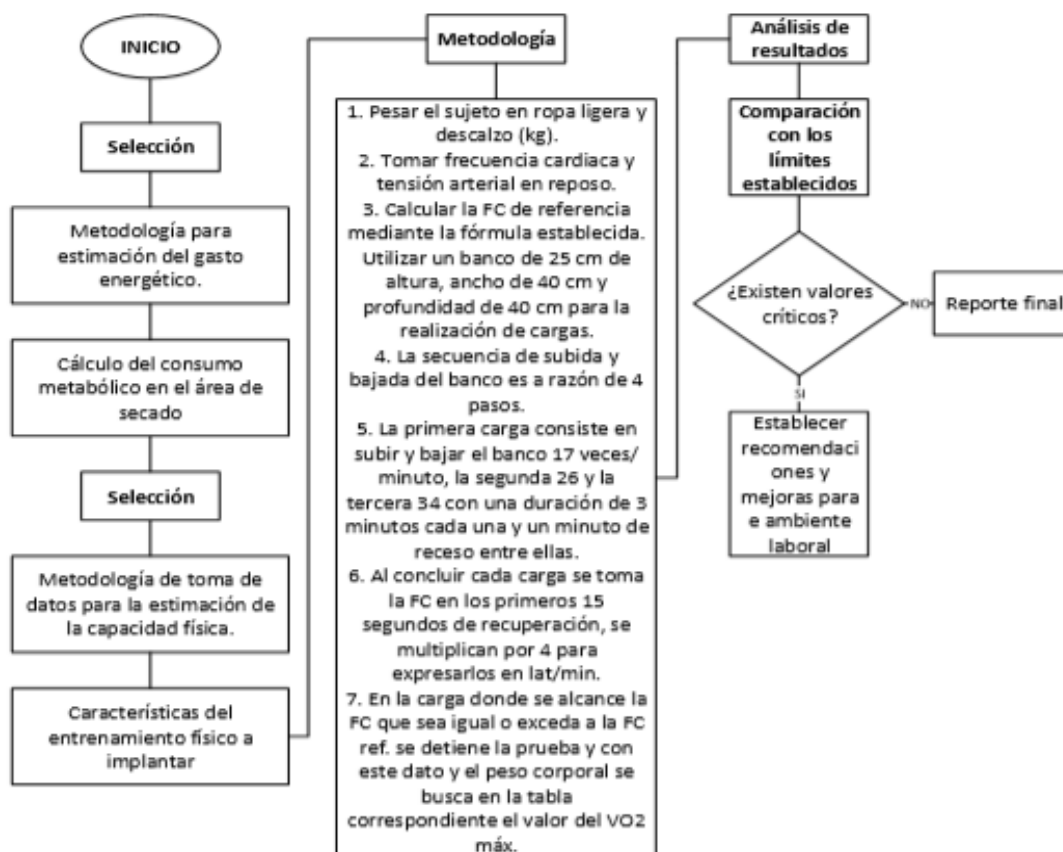 INICIO
Selección
Metodología para
estimación del gasto
energético.
Cálculo del consumo
metabólico en el área de
secado
Selección
Metodología de toma de
datos para la estimación de
la capacidad física.
Características del
entrenamiento físico a
implantar
Metodología
1. Pesar el sujeto en ropa ligera y
descalzo (kg).
2. Tomar frecuencia cardiaca y
tensión arterial en reposo.
3. Calcular la FC de referencia
mediante la fórmula establecida.
Utilizar un banco de 25 cm de
altura, ancho de 40 cm y
profundidad de 40 cm para la
realización de cargas.
4. La secuencia de subida y
bajada del banco es a razón de 4
pasos.
5. La primera carga consiste en
subir y bajar el banco 17 veces/
minuto, la segunda 26 y la
tercera 34 con una duración de 3
minutos cada una y un minuto de
receso entre ellas.
6. Al concluir cada carga se toma
la FC en los primeros 15
segundos de recuperación, se
multiplican por 4 para
expresarlos en lat/min.
7. En la carga donde se alcance la
FC que sea igual o exceda a la FC
ref. se detiene la prueba y con
este dato y el peso corporal se
busca en la tabla
correspondiente el valor del VO2
máx.
Análisis de
resultados
Comparación
con los
límites
establecidos
¿Existen valores
críticos?
NO
Reporte final
SI
Establecer
recomendaci
ones y
mejoras para
e ambiente
laboral